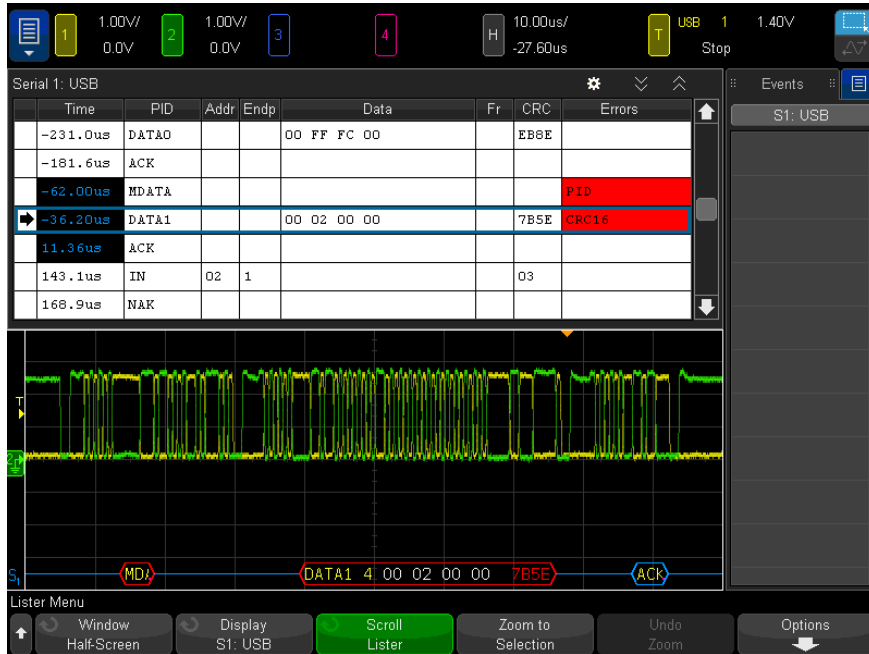 1 1.00V/ 0.0V 2 1.00V/ 0.0V 3 4 H 10.00us/ -27.60us T USB 1 1.40V Stop
Serial 1: USB
Events
S1: USB
Time PID Addr Endp Data Fr CRC Errors
-231.0us DATA0 00 FF FC 00 EB8E
-181.6us ACK
-62.00us MDATA PID
-36.20us DATA1 00 02 00 00 7B5E CRC16
11.36us ACK
143.1us IN 02 1 03
168.9us NAK
T
2
S1 MDA DATA1 4 00 02 00 00 7B5E ACK
Lister Menu
Window Half-Screen
Display S1: USB
Scroll Lister
Zoom to Selection
Undo Zoom
Options